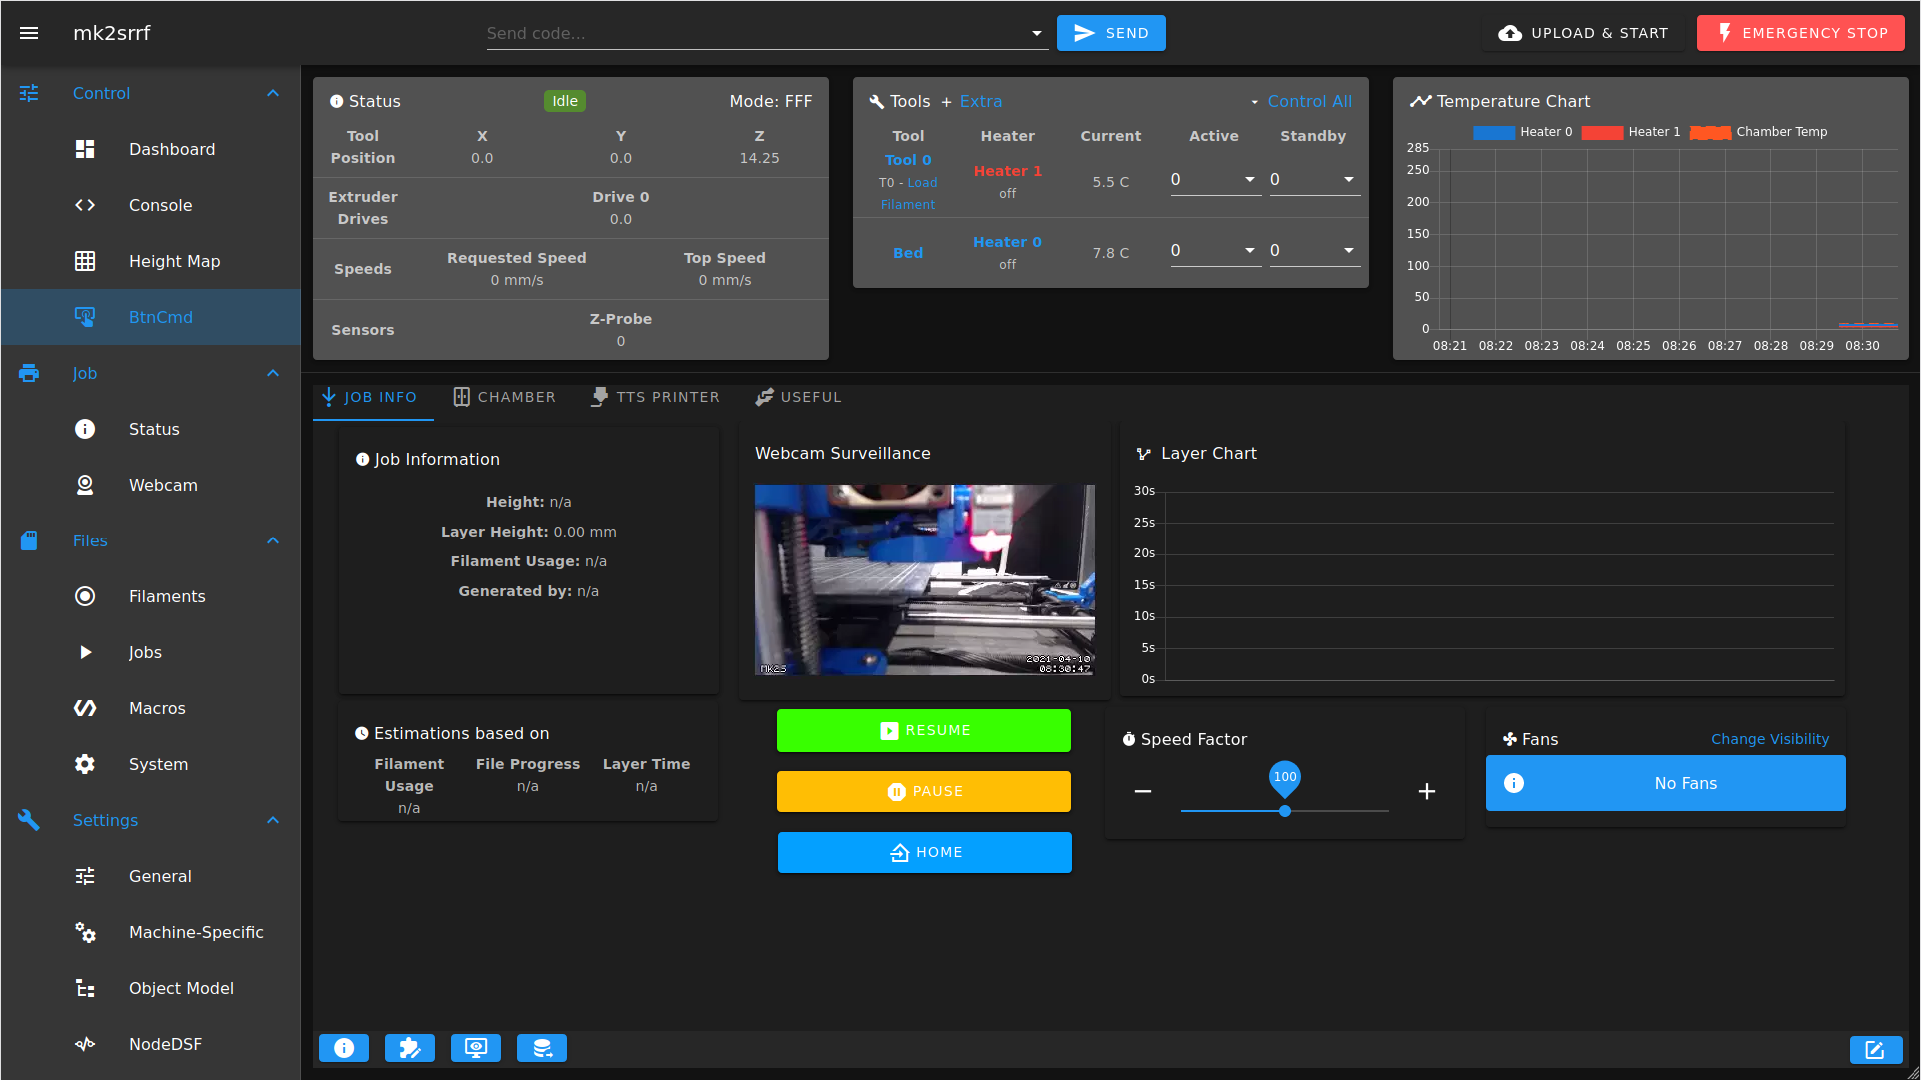 mk2srrf
Send code...
SEND
UPLOAD & START
EMERGENCY STOP
Control
Dashboard
Console
Height Map
BtnCmd
Job
Status
Webcam
Files
Filaments
Jobs
Macros
System
Settings
General
Machine-Specific
Object Model
NodeDSF
Status
Idle
Mode: FFF
Tool Position
X
Y
Z
0.0
0.0
14.25
Extruder Drives
Drive 0
0.0
Speeds
Requested Speed
Top Speed
0 mm/s
0 mm/s
Sensors
Z-Probe
0
Tools + Extra
Control All
Tool
Heater
Current
Active
Standby
Tool 0
T0 - Load Filament
Heater 1
off
5.5 C
0
0
Bed
Heater 0
off
7.8 C
0
0
Temperature Chart
Heater 0
Heater 1
Chamber Temp
285
250
200
150
100
50
0
08:21 08:22 08:23 08:24 08:25 08:26 08:27 08:28 08:29 08:30
JOB INFO
CHAMBER
TTS PRINTER
USEFUL
Job Information
Height: n/a
Layer Height: 0.00 mm
Filament Usage: n/a
Generated by: n/a
Estimations based on
Filament Usage
File Progress
Layer Time
n/a
n/a
n/a
Webcam Surveillance
Mk2S
2021-04-10
08:30:47
RESUME
PAUSE
HOME
Layer Chart
30s
25s
20s
15s
10s
5s
0s
Speed Factor
100
Fans
Change Visibility
No Fans